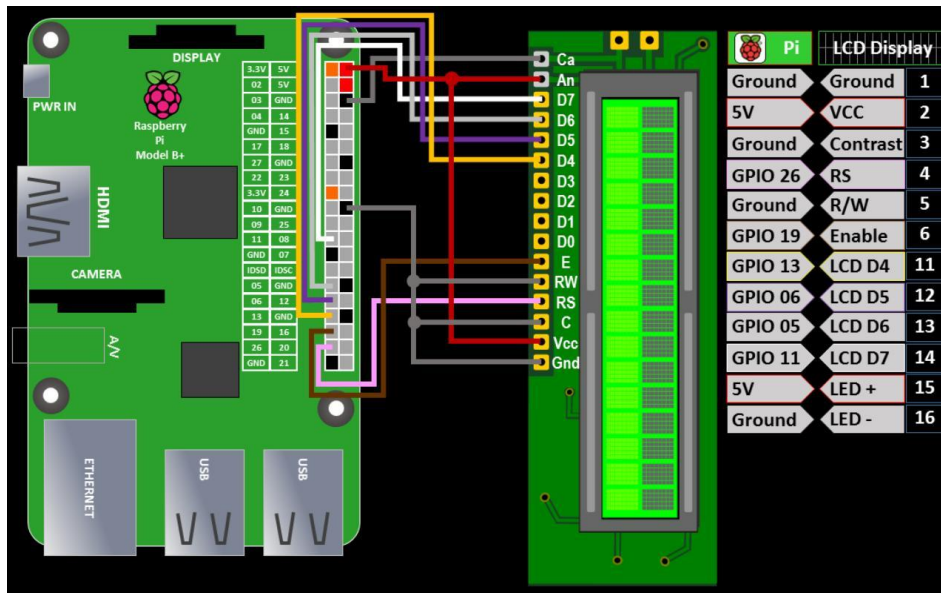 DISPLAY
PWR IN
Raspberry
Pi
Model B+
HDMI
CAMERA
A/V
ETHERNET
USB
USB
3.3V 5V
02 5V
03 GND
04 14
GND 15
17 18
27 GND
22 23
3.3V 24
10 GND
09 25
11 08
GND 07
IDSD IDSC
05 GND
06 12
13 GND
19 16
26 20
GND 21
Ca
An
D7
D6
D5
D4
D3
D2
D1
D0
E
RW
RS
C
Vcc
Gnd
Pi LCD Display
Ground Ground 1
5V VCC 2
Ground Contrast 3
GPIO 26 RS 4
Ground R/W 5
GPIO 19 Enable 6
GPIO 13 LCD D4 11
GPIO 06 LCD D5 12
GPIO 05 LCD D6 13
GPIO 11 LCD D7 14
5V LED + 15
Ground LED - 16